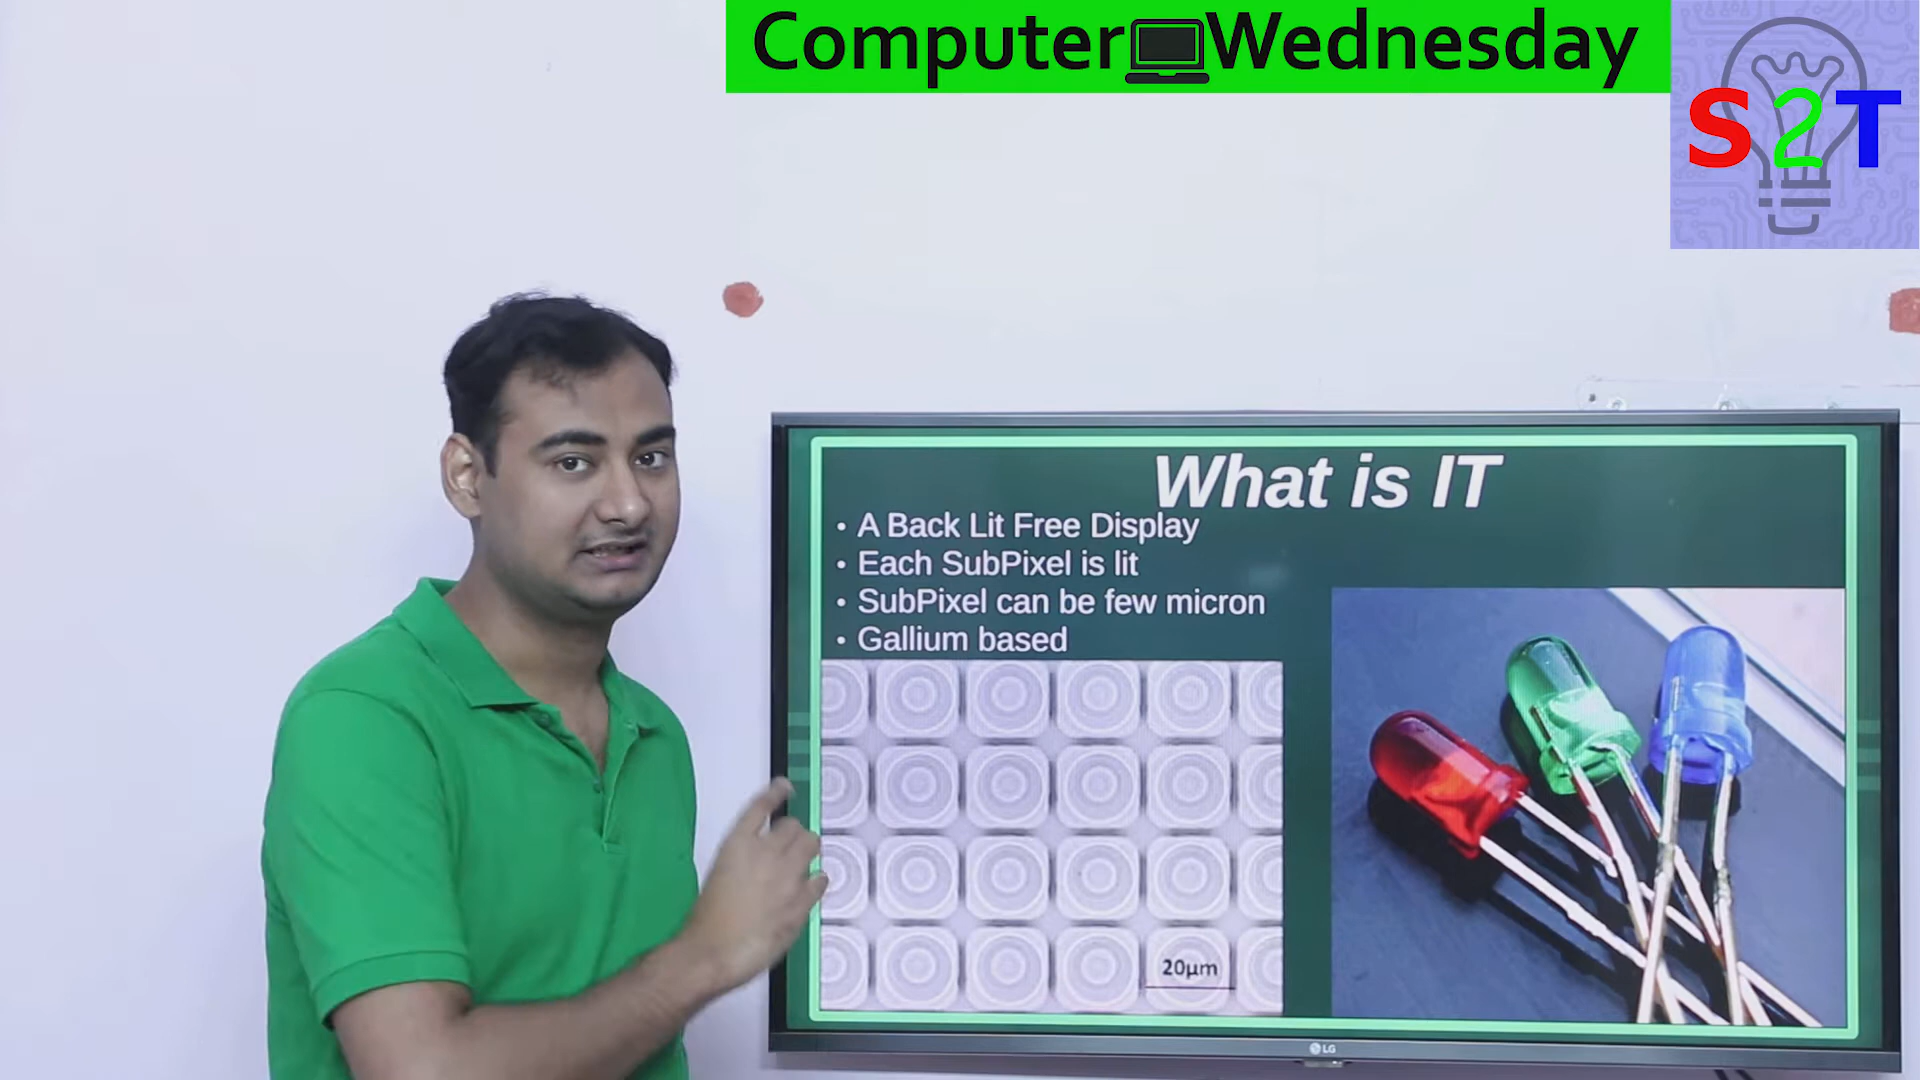 Computer Wednesday
S2T
What is IT
• A Back Lit Free Display
• Each SubPixel is lit
• SubPixel can be few micron
• Gallium based
20µm
LG